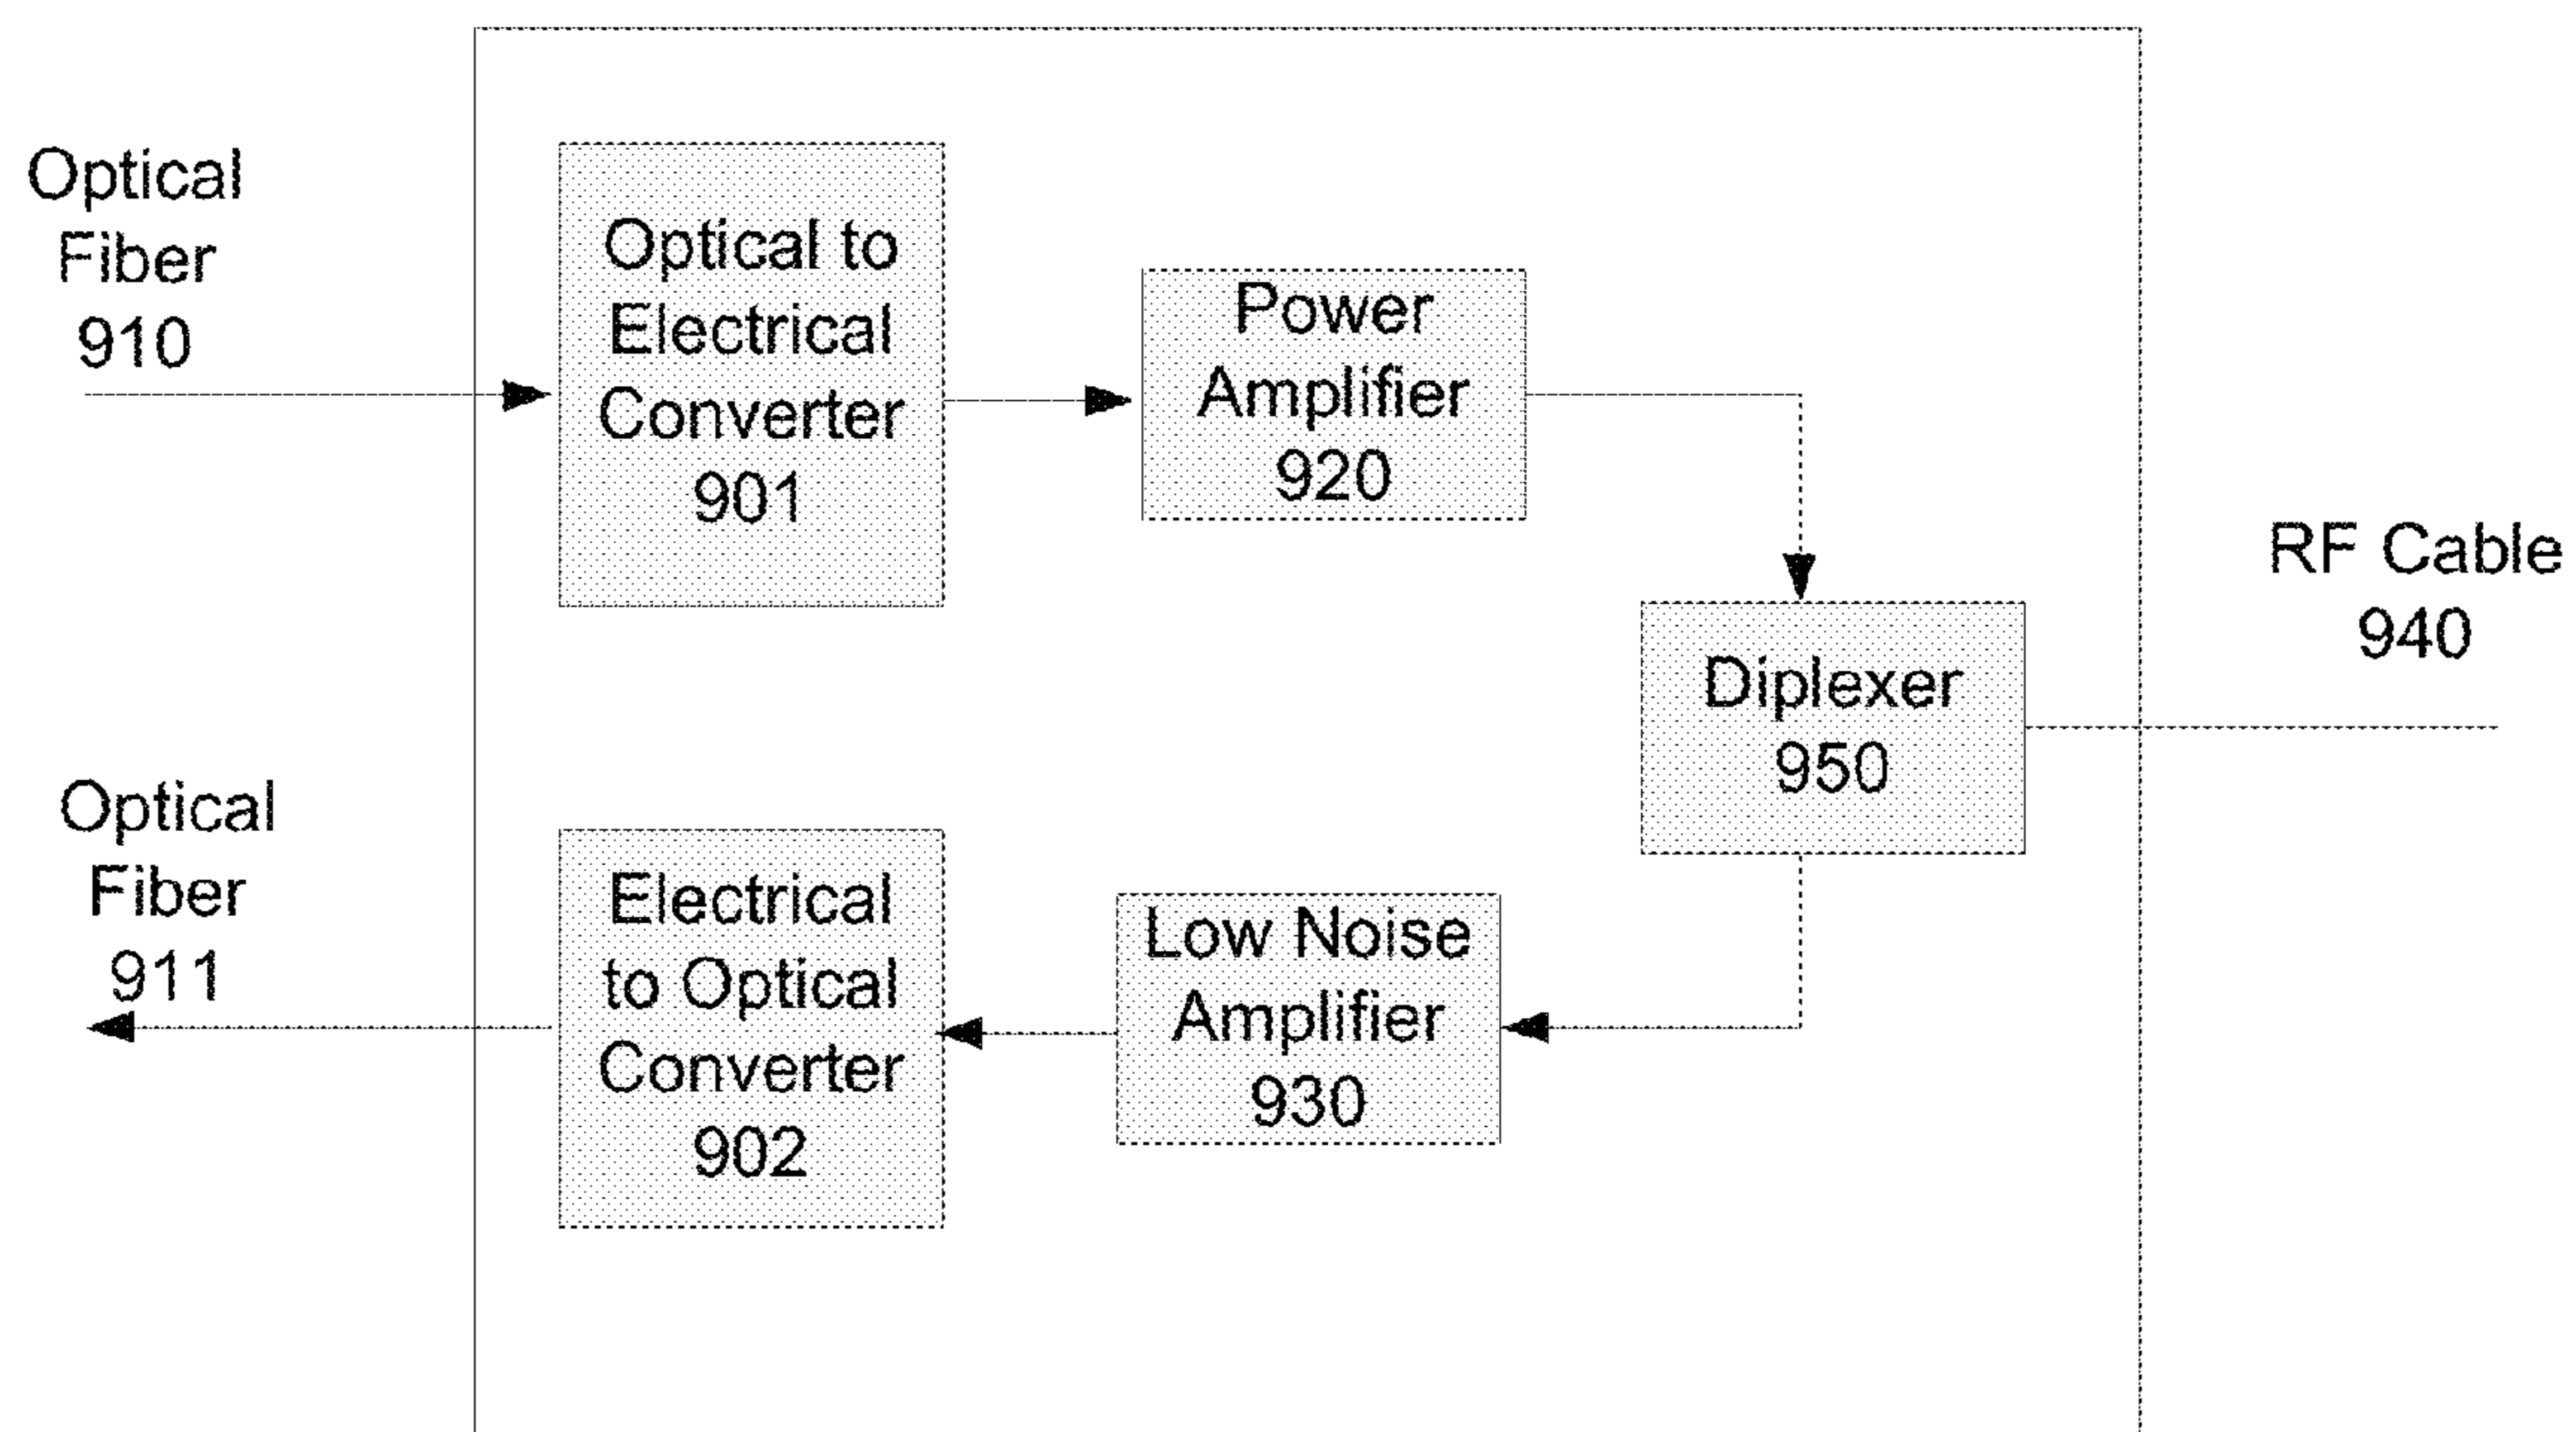 Optical
Fiber
910
Optical to
Electrical
Converter
901
Power
Amplifier
920
RF Cable
940
Diplexer
950
Optical
Fiber
911
Electrical
to Optical
Converter
902
Low Noise
Amplifier
930